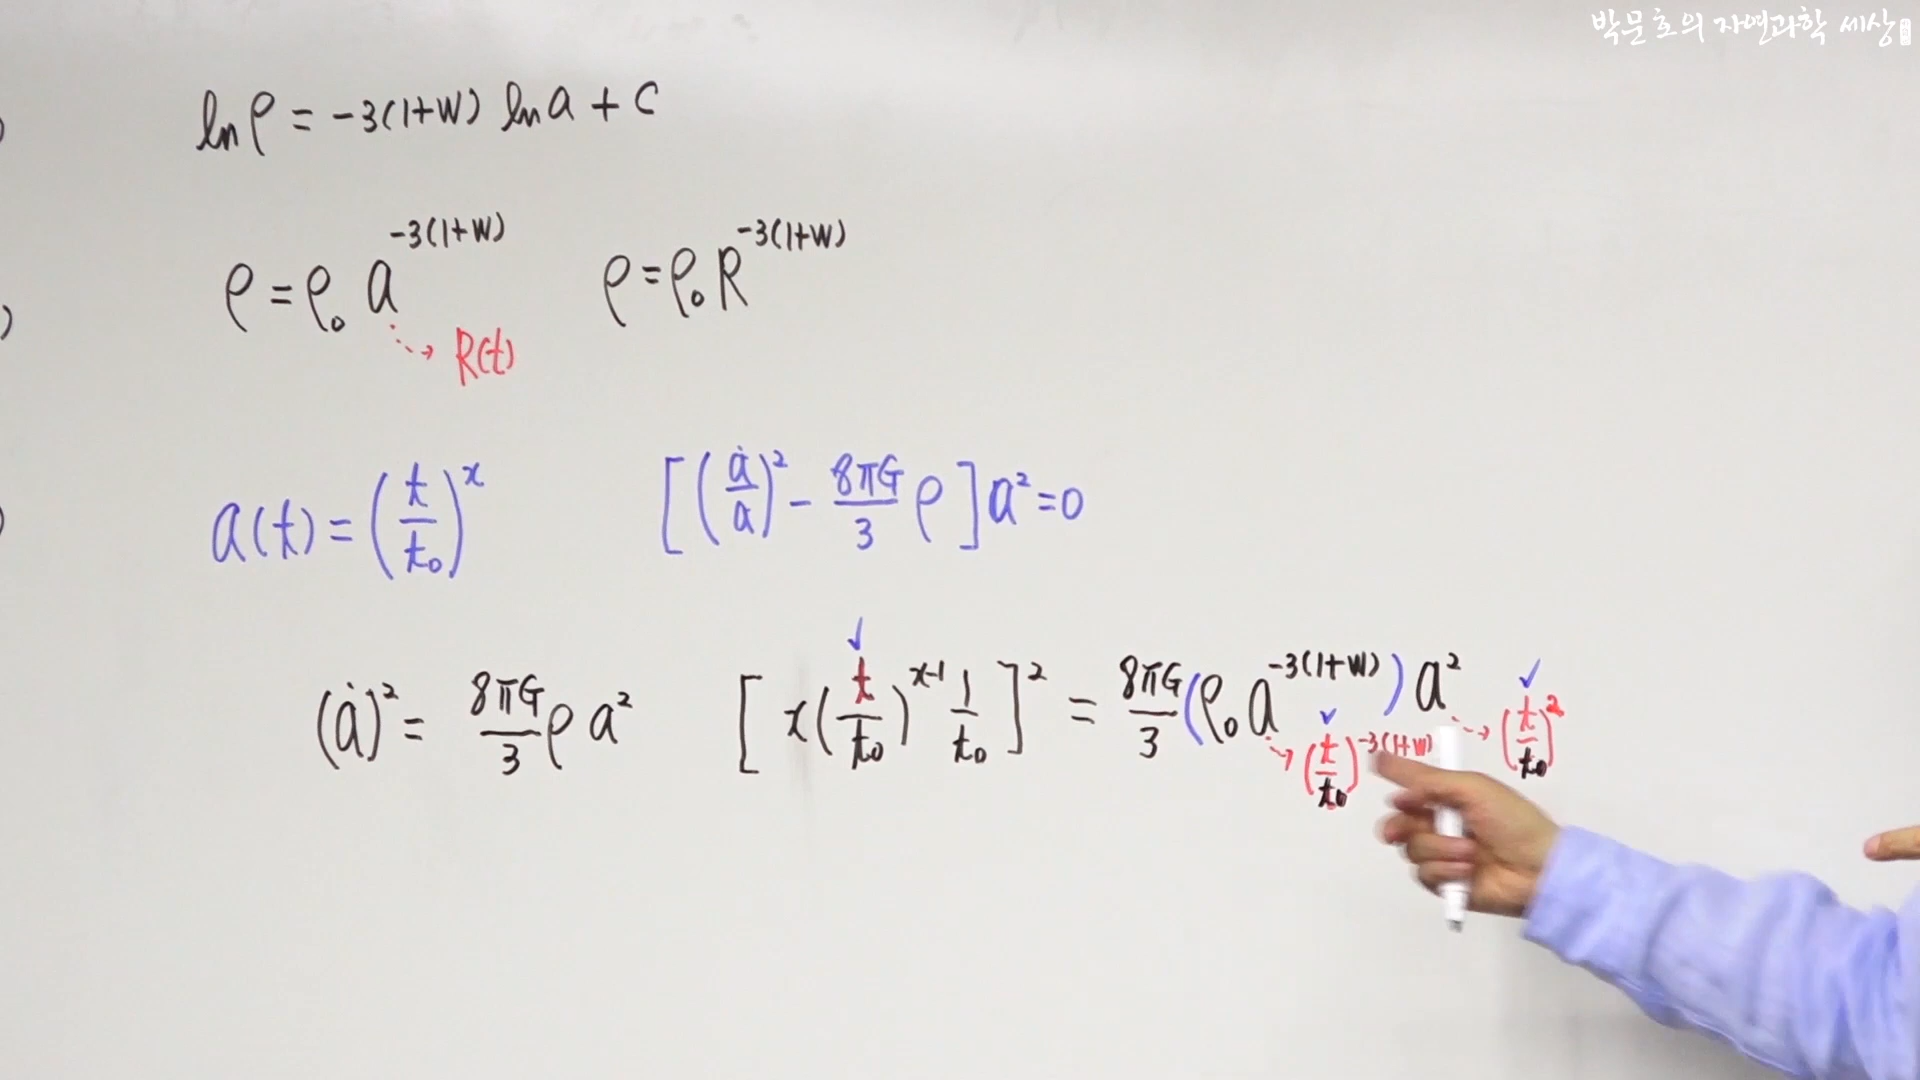 박문호의 자연과학 세상
ln ρ = -3(1+W) ln a + C
ρ = ρ₀ a^{-3(1+W)}   ρ = ρ₀ R^{-3(1+W)}
R(t)
a(t) = (t/t₀)^x   [(ȧ/a)² - 8πG/3 ρ] a² = 0
(ȧ)² = 8πG/3 ρ a²   [x(t/t₀)^{x-1} 1/t₀]² = 8πG/3 (ρ₀ a^{-3(1+W)}) a²
(t/t₀)^{-3(1+W)}   (t/t₀)²